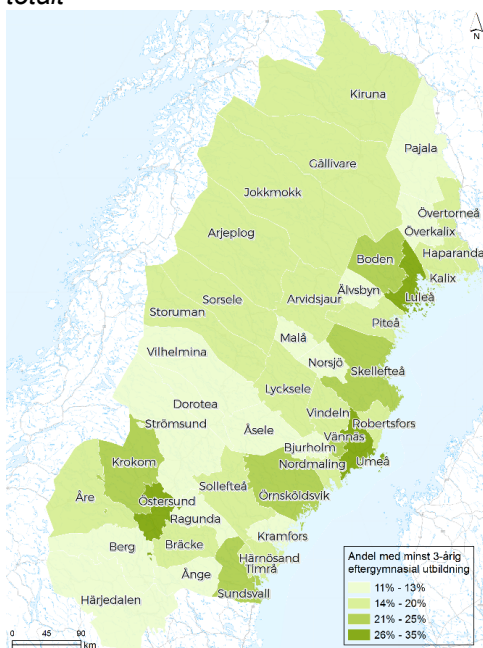 totalt
N
Kiruna
Pajala
Gällivare
Jokkmokk
Övertorneå
Arjeplog
Överkalix
Boden
Haparanda
Kalix
Älvsbyn
Luleå
Sorsele
Arvidsjaur
Storuman
Piteå
Malå
Vilhelmina
Norsjö
Skellefteå
Lycksele
Dorotea
Vindeln
Robertsfors
Strömsund
Åsele
Vännäs
Bjurholm
Umeå
Krokom
Nordmaling
Sollefteå
Örnsköldsvik
Åre
Östersund
Ragunda
Kramfors
Berg
Bräcke
Härnösand
Timrå
Ånge
Sundsvall
Härjedalen
Andel med minst 3-årig
eftergymnasial utbildning
11% - 13%
14% - 20%
21% - 25%
26% - 35%
0 45 90
km